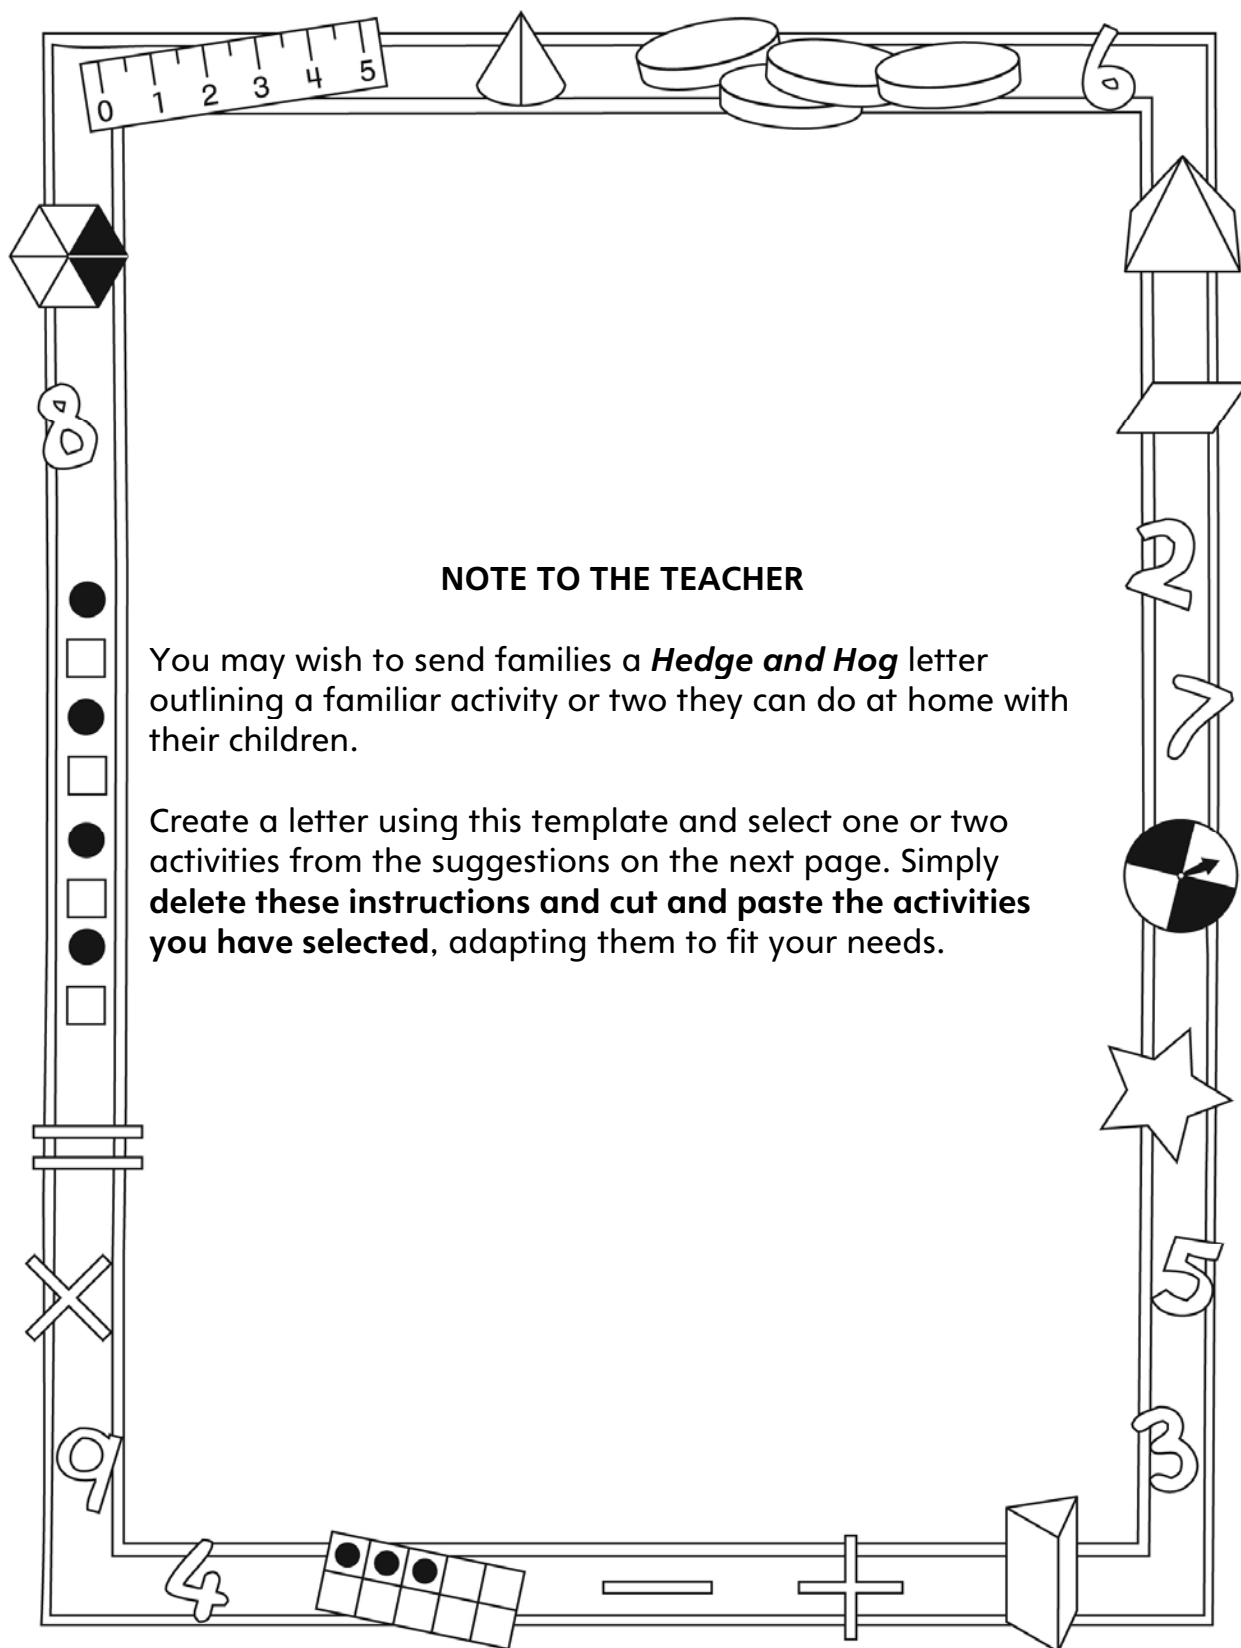 0 1 2 3 4 5
6
8
2
7
5
3
9
4
NOTE TO THE TEACHER
You may wish to send families a Hedge and Hog letter
outlining a familiar activity or two they can do at home with
their children.
Create a letter using this template and select one or two
activities from the suggestions on the next page. Simply
delete these instructions and cut and paste the activities
you have selected, adapting them to fit your needs.
=
×
− +